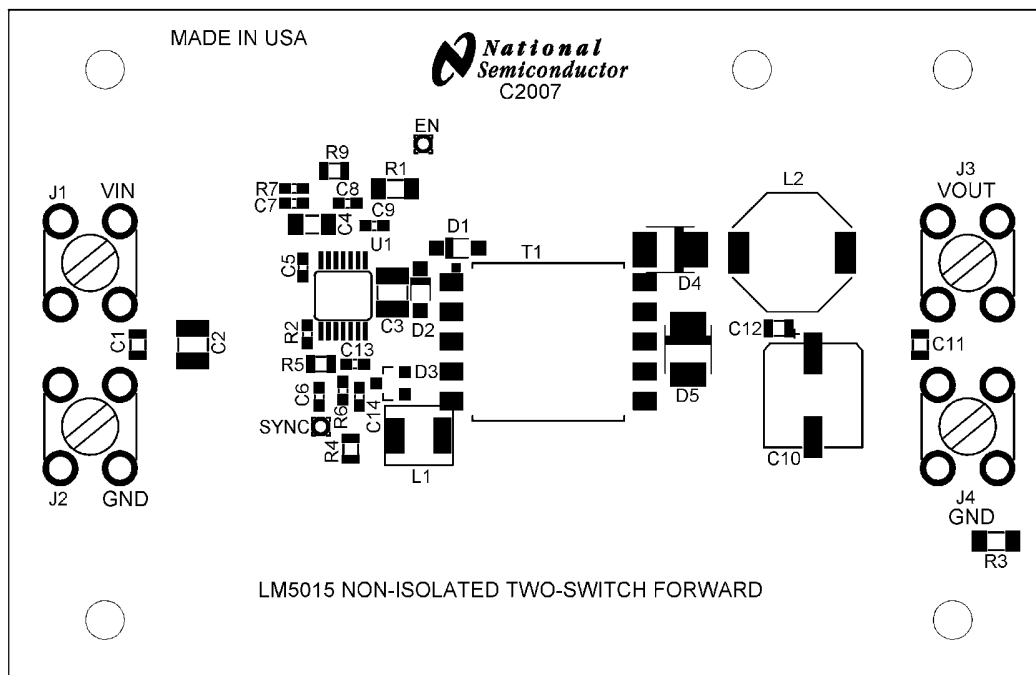 MADE IN USA
National
Semiconductor
C2007
EN
R9
R1
R7
C8
C7
C4
C9
U1
D1
J1
VIN
L2
J3
VOUT
T1
C5
D4
C3
D2
R2
C1
C2
C12
+
C11
R5
C13
D3
D5
C6
R6
C14
SYNC
R4
L1
C10
J2
GND
J4
GND
R3
LM5015 NON-ISOLATED TWO-SWITCH FORWARD